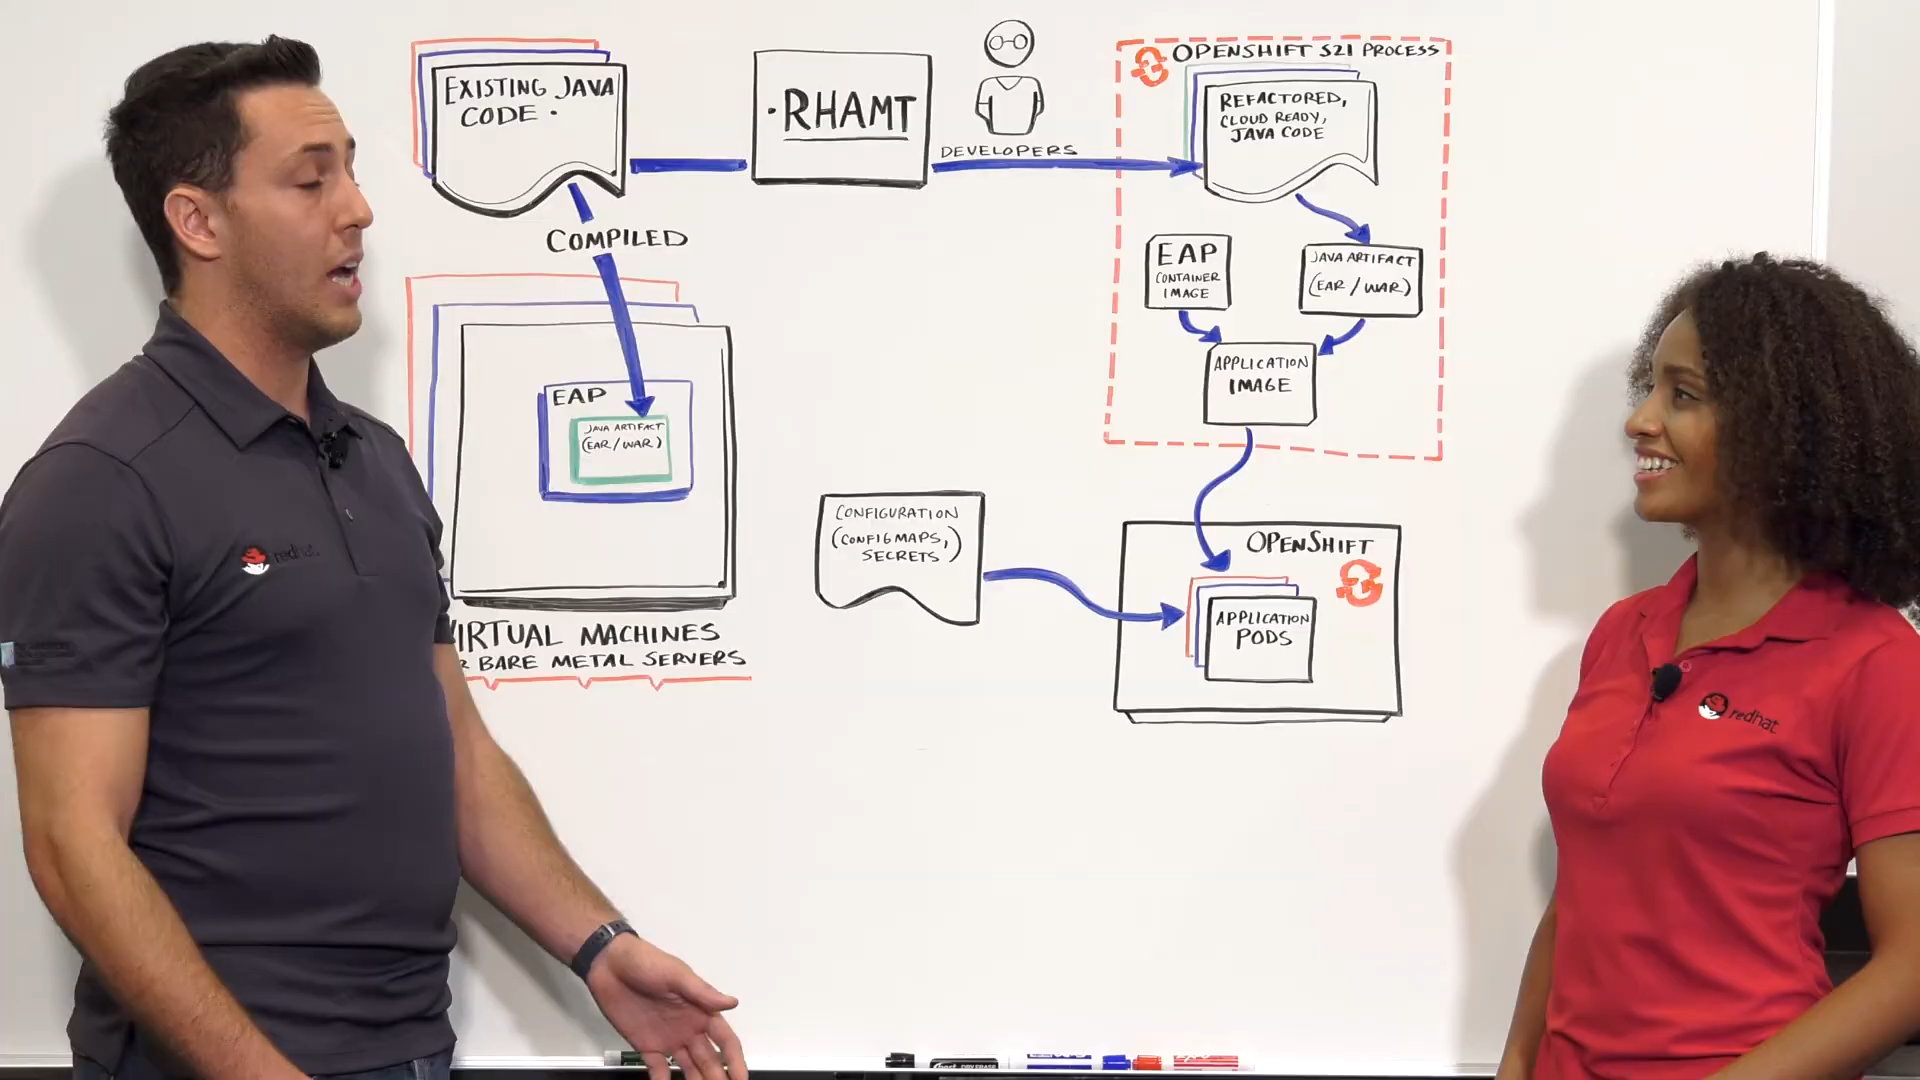 EXISTING JAVA
CODE ·
· RHAMT
DEVELOPERS
OPENSHIFT S2I PROCESS
REFACTORED,
CLOUD READY,
JAVA CODE
COMPILED
EAP
CONTAINER
IMAGE
JAVA ARTIFACT
(EAR / WAR)
APPLICATION
IMAGE
EAP
JAVA ARTIFACT
(EAR / WAR)
CONFIGURATION
(CONFIGMAPS,
SECRETS)
OPENSHIFT
APPLICATION
PODS
VIRTUAL MACHINES
BARE METAL SERVERS
redhat
redhat